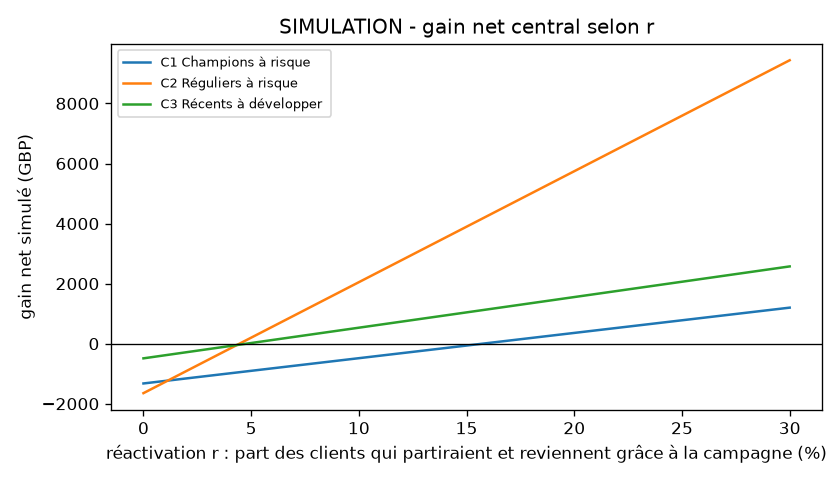 SIMULATION - gain net central selon r
C1 Champions à risque
C2 Réguliers à risque
C3 Récents à développer
gain net simulé (GBP)
8000
6000
4000
2000
0
−2000
0 5 10 15 20 25 30
réactivation r : part des clients qui partiraient et reviennent grâce à la campagne (%)